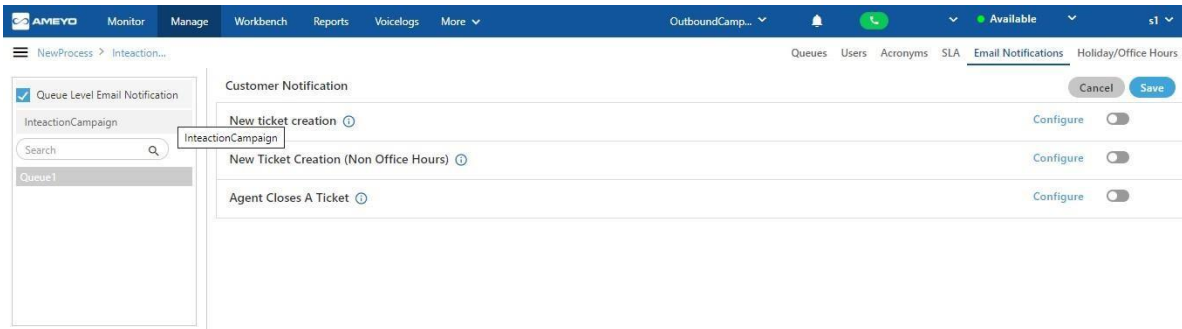 AMEYO Monitor Manage Workbench Reports Voicelogs More OutboundCamp... Available s1
NewProcess > Inteaction... Queues Users Acronyms SLA Email Notifications Holiday/Office Hours
Queue Level Email Notification
InteactionCampaign
Search
Queue1
InteactionCampaign
Customer Notification Cancel Save
New ticket creation Configure
New Ticket Creation (Non Office Hours) Configure
Agent Closes A Ticket Configure